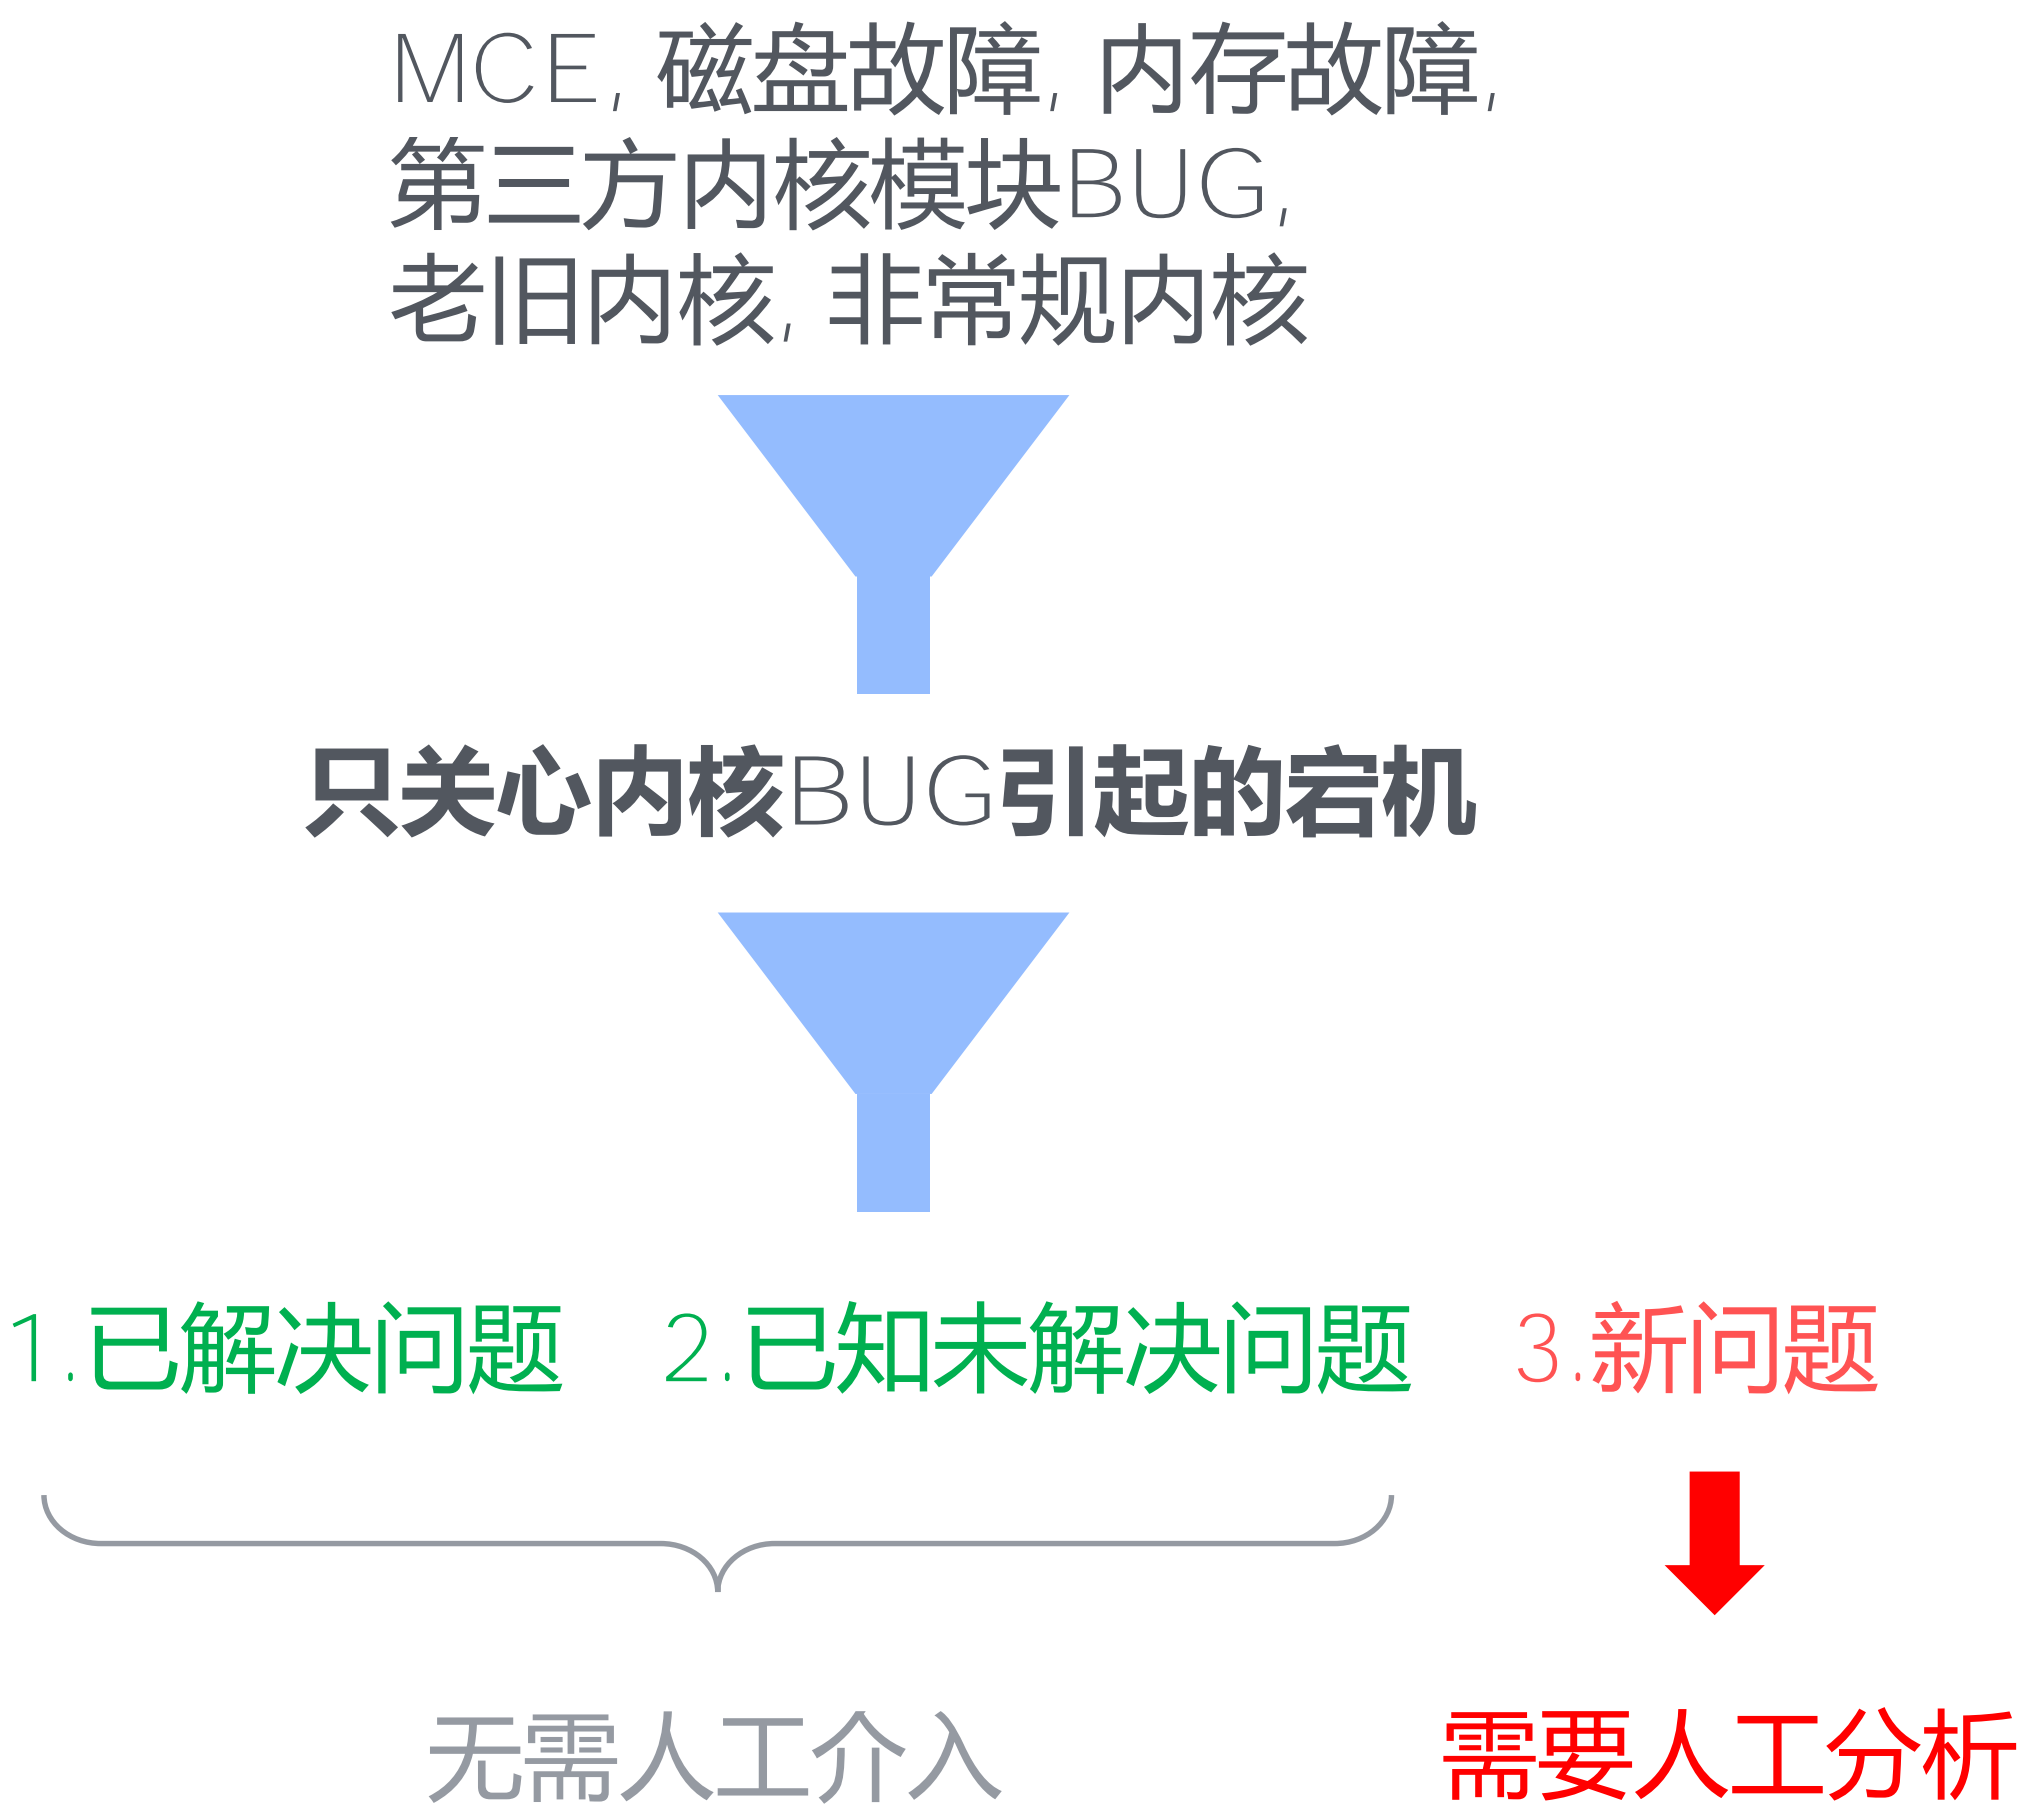 MCE, 磁盘故障, 内存故障,
第三方内核模块BUG,
老旧内核, 非常规内核
只关心内核BUG引起的宕机
1.已解决问题 2.已知未解决问题 3.新问题
无需人工介入 需要人工分析